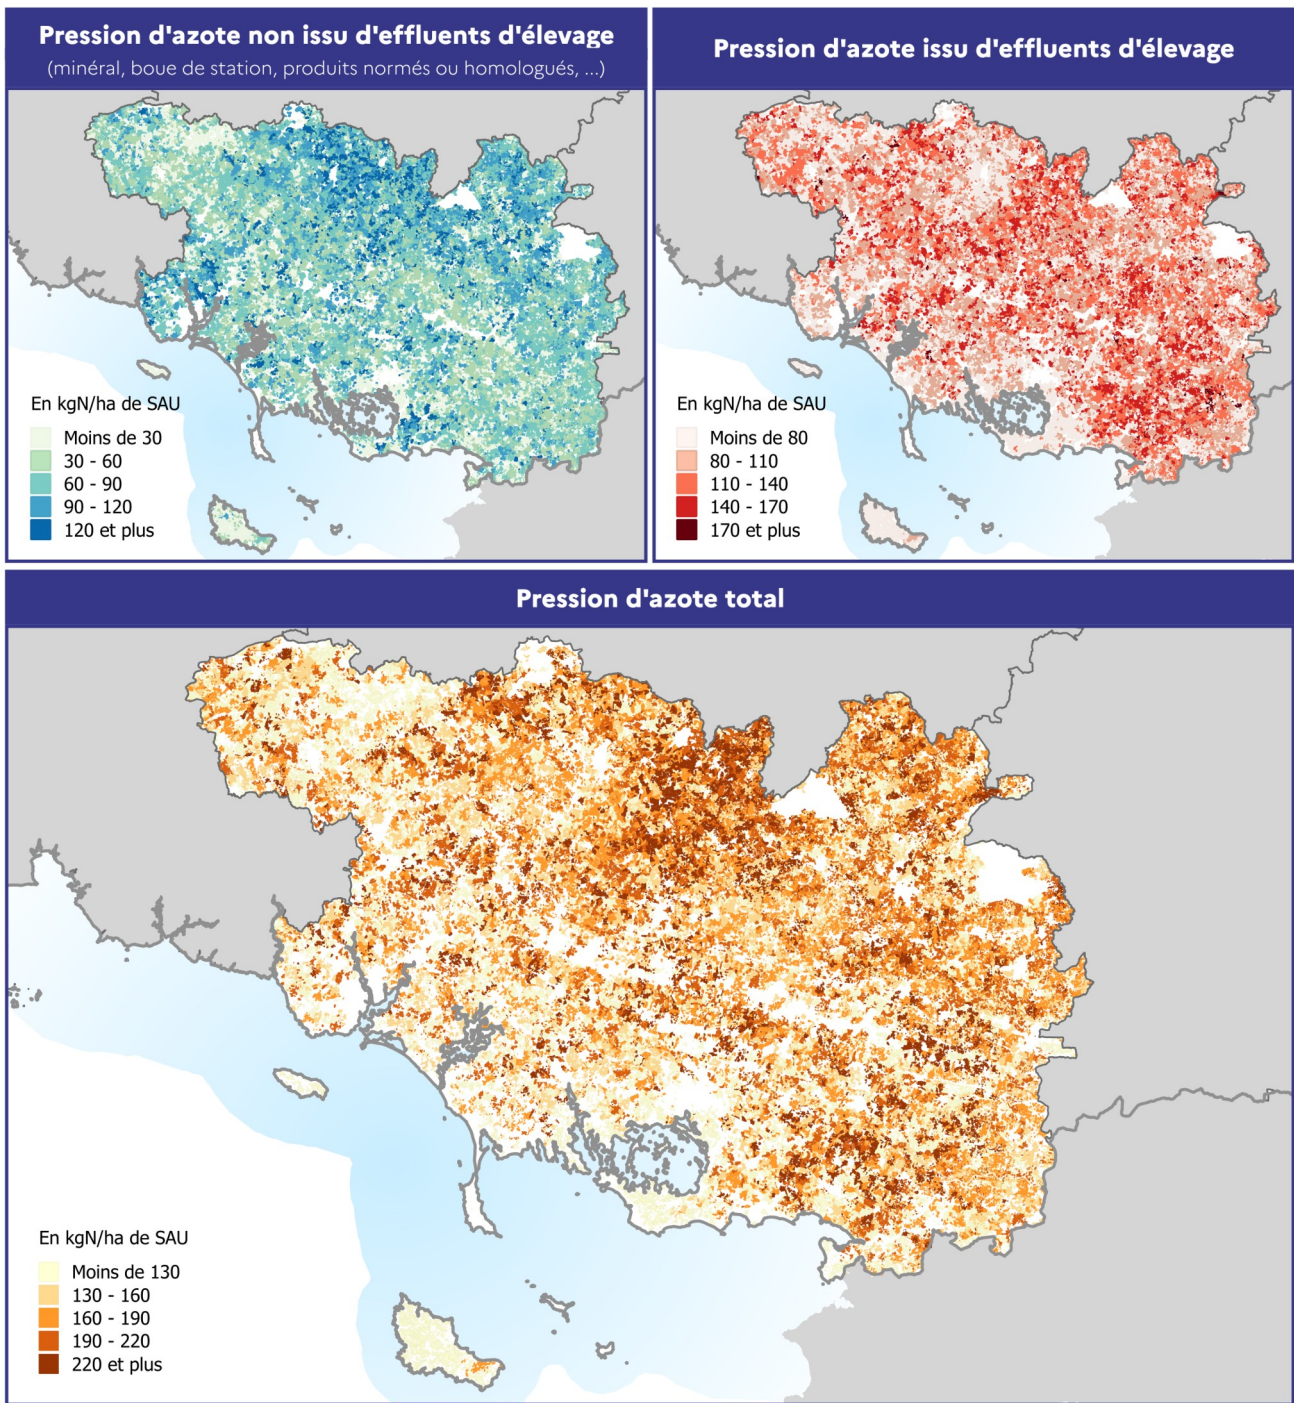 Pression d'azote non issu d'effluents d'élevage
(minéral, boue de station, produits normés ou homologués, ...)
En kgN/ha de SAU
Moins de 30
30 - 60
60 - 90
90 - 120
120 et plus
Pression d'azote issu d'effluents d'élevage
En kgN/ha de SAU
Moins de 80
80 - 110
110 - 140
140 - 170
170 et plus
Pression d'azote total
En kgN/ha de SAU
Moins de 130
130 - 160
160 - 190
190 - 220
220 et plus